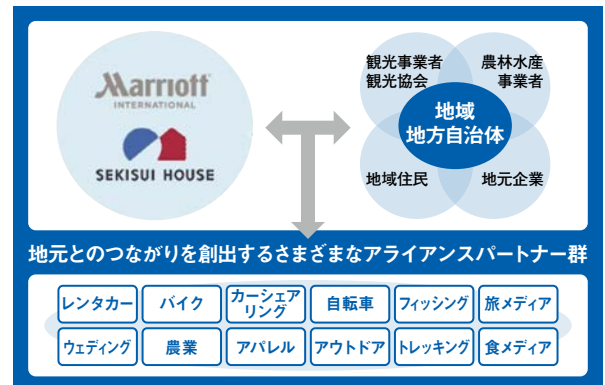 Marriott
INTERNATIONAL
SEKISUI HOUSE
観光事業者
観光協会
農林水産
事業者
地域
地方自治体
地域住民
地元企業
地元とのつながりを創出するさまざまなアライアンスパートナー群
レンタカー
バイク
カーシェア
リング
自転車
フィッシング
旅メディア
ウェディング
農業
アパレル
アウトドア
トレッキング
食メディア